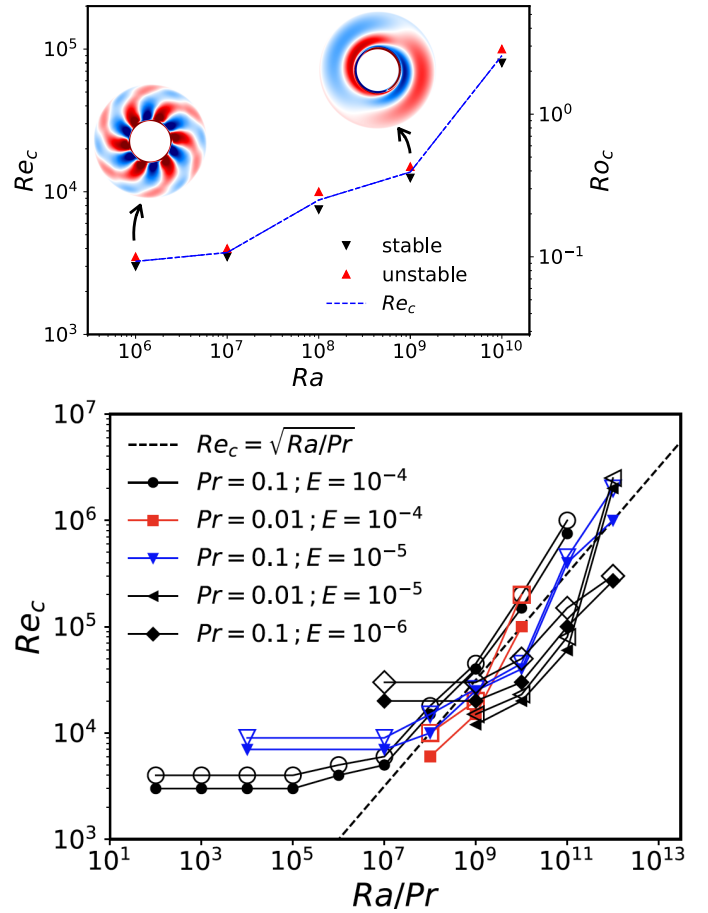 10^5
10^4
10^3
Re_c
10^0
10^{-1}
Ro_c
stable
unstable
Re_c
10^6 10^7 10^8 10^9 10^{10}
Ra
10^7
10^6
10^5
10^4
10^3
Re_c
Re_c = \sqrt{Ra/Pr}
Pr = 0.1 ; E = 10^{-4}
Pr = 0.01 ; E = 10^{-4}
Pr = 0.1 ; E = 10^{-5}
Pr = 0.01 ; E = 10^{-5}
Pr = 0.1 ; E = 10^{-6}
10^1 10^3 10^5 10^7 10^9 10^{11} 10^{13}
Ra/Pr